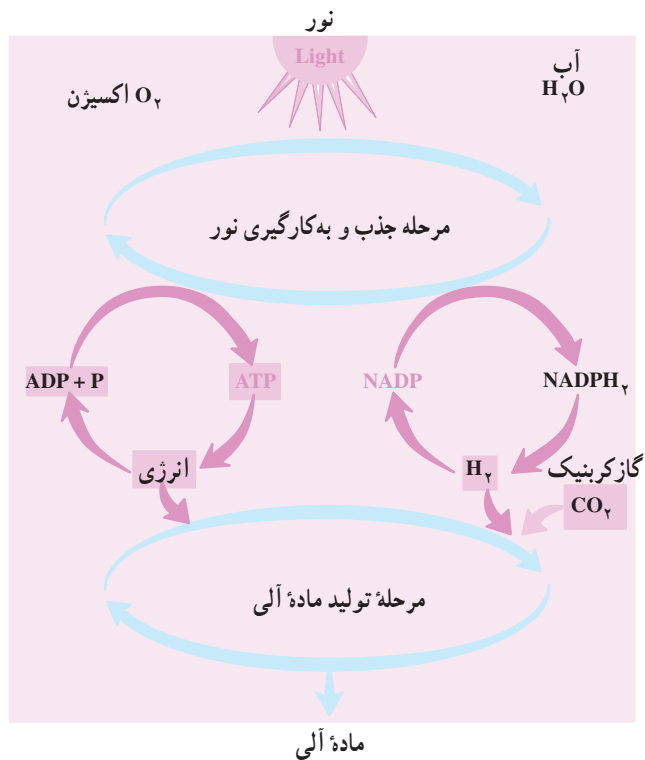 نور
Light
آب
H۲O
O۲ اکسیژن
مرحله جذب و به‌کارگیری نور
ADP + P
ATP
NADP
NADPH۲
انرژی
H۲
گازکربنیک
CO۲
مرحلهٔ تولید مادهٔ آلی
مادهٔ آلی